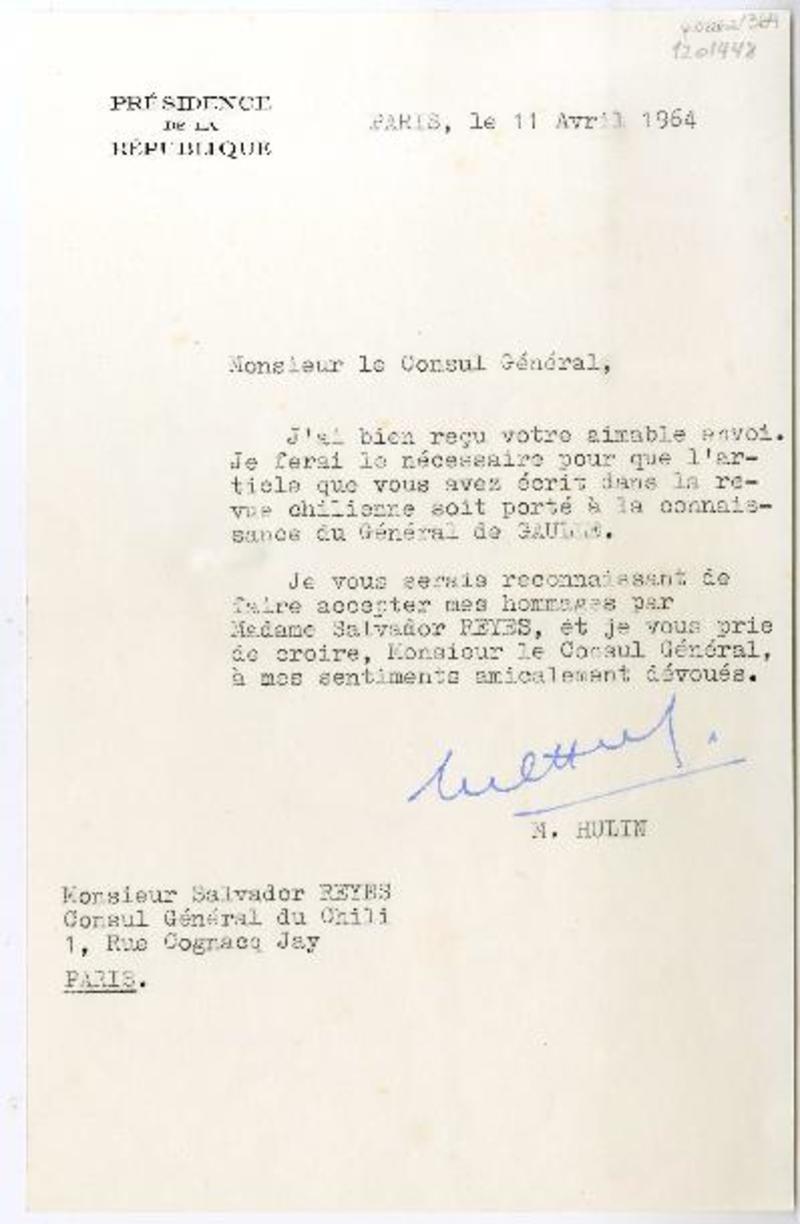 1201448
PRÉSIDENCE
DE LA
RÉPUBLIQUE
PARIS, le 11 Avril 1964
Monsieur le Consul Général,
J'ai bien reçu votre aimable envoi.
Je ferai le nécessaire pour que l'ar-
ticle que vous avez écrit dans la re-
vue chilienne soit porté à la connais-
sance du Général de GAULLE.
Je vous serais reconnaissant de
faire accepter mes hommages par
Madame Salvador REYES, et je vous prie
de croire, Monsieur le Consul Général,
à mes sentiments amicalement dévoués.
M. HULIN
Monsieur Salvador REYES
Consul Général du Chili
1, Rue Cognacq Jay
PARIS.